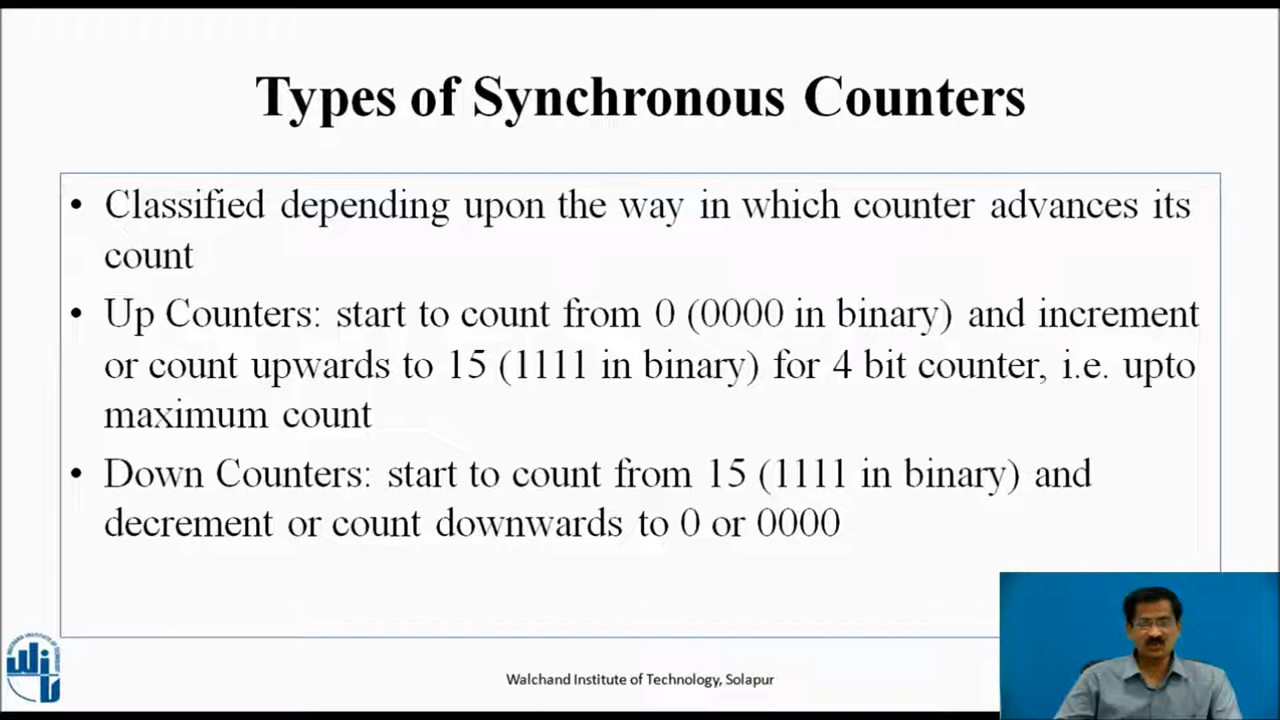 Types of Synchronous Counters
• Classified depending upon the way in which counter advances its
count
• Up Counters: start to count from 0 (0000 in binary) and increment
or count upwards to 15 (1111 in binary) for 4 bit counter, i.e. upto
maximum count
• Down Counters: start to count from 15 (1111 in binary) and
decrement or count downwards to 0 or 0000
Walchand Institute of Technology, Solapur